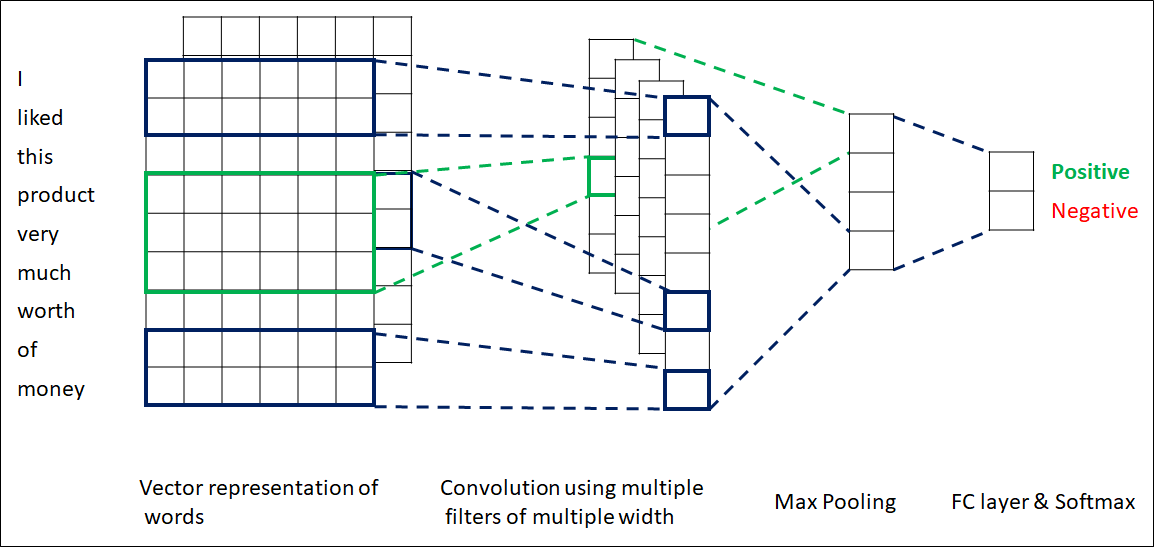 I
liked
this
product
very
much
worth
of
money
Positive
Negative
Vector representation of
words
Convolution using multiple
filters of multiple width
Max Pooling
FC layer & Softmax